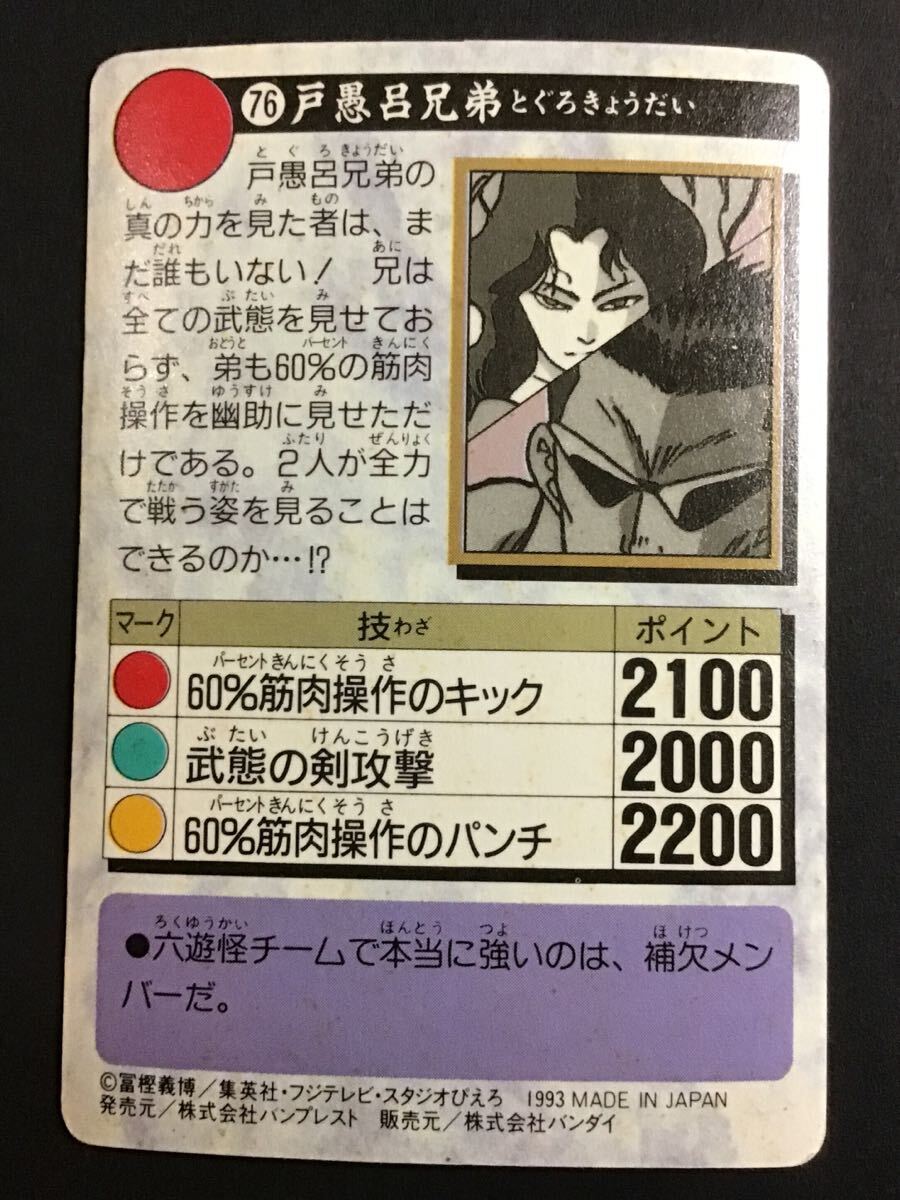 76 戸愚呂兄弟とぐろきょうだい
とぐろきょうだい
戸愚呂兄弟の
しん ちから み もの
真の力を見た者は、ま
だれ あに
だ誰もいない! 兄は
すべ ぶたい み
全ての武態を見せてお
おとうと パーセント きんにく
らず、弟も60%の筋肉
そうさ ゆうすけ み
操作を幽助に見せただ
ふたり ぜんりょく
けである。2人が全力
たたか すがた み
で戦う姿を見ることは
できるのか…!?
マーク 技わざ ポイント
パーセントきんにくそうさ
60%筋肉操作のキック 2100
ぶたい けんこうげき
武態の剣攻撃 2000
パーセントきんにくそうさ
60%筋肉操作のパンチ 2200
ろくゆうかい ほんとう つよ ほけつ
●六遊怪チームで本当に強いのは、補欠メン
バーだ。
©冨樫義博/集英社・フジテレビ・スタジオぴえろ 1993 MADE IN JAPAN
発売元/株式会社バンプレスト 販売元/株式会社バンダイ